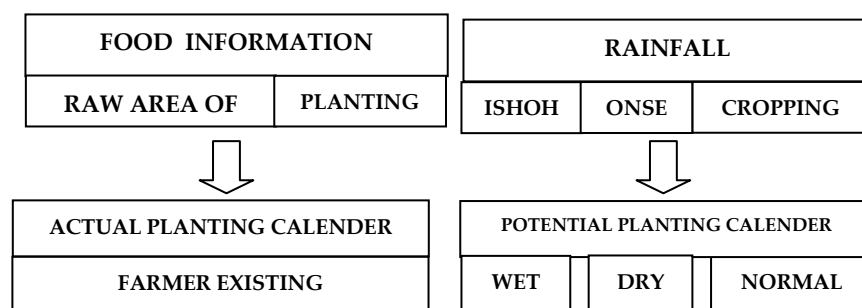 FOOD INFORMATION
RAW AREA OF PLANTING
ACTUAL PLANTING CALENDER
FARMER EXISTING
RAINFALL
ISHOH ONSE CROPPING
POTENTIAL PLANTING CALENDER
WET DRY NORMAL